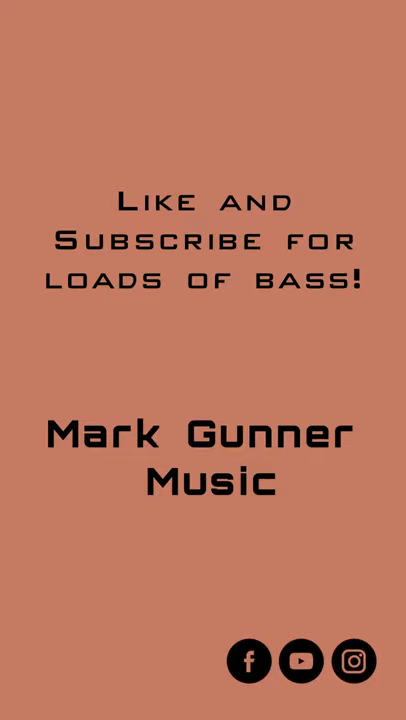 Like and
Subscribe for
loads of bass!
Mark Gunner
Music